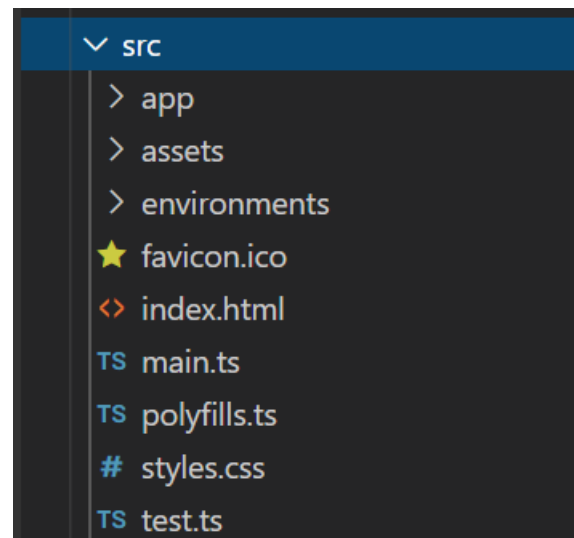 src
app
assets
environments
favicon.ico
<> index.html
TS main.ts
TS polyfills.ts
# styles.css
TS test.ts